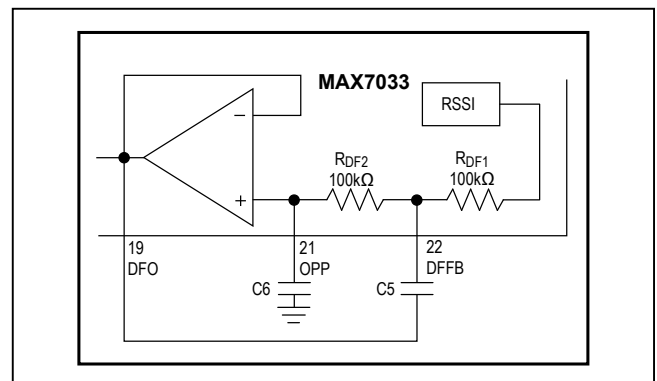 MAX7033
RSSI
−
+
RDF2
100kΩ
RDF1
100kΩ
19
DFO
21
OPP
22
DFFB
C6
C5